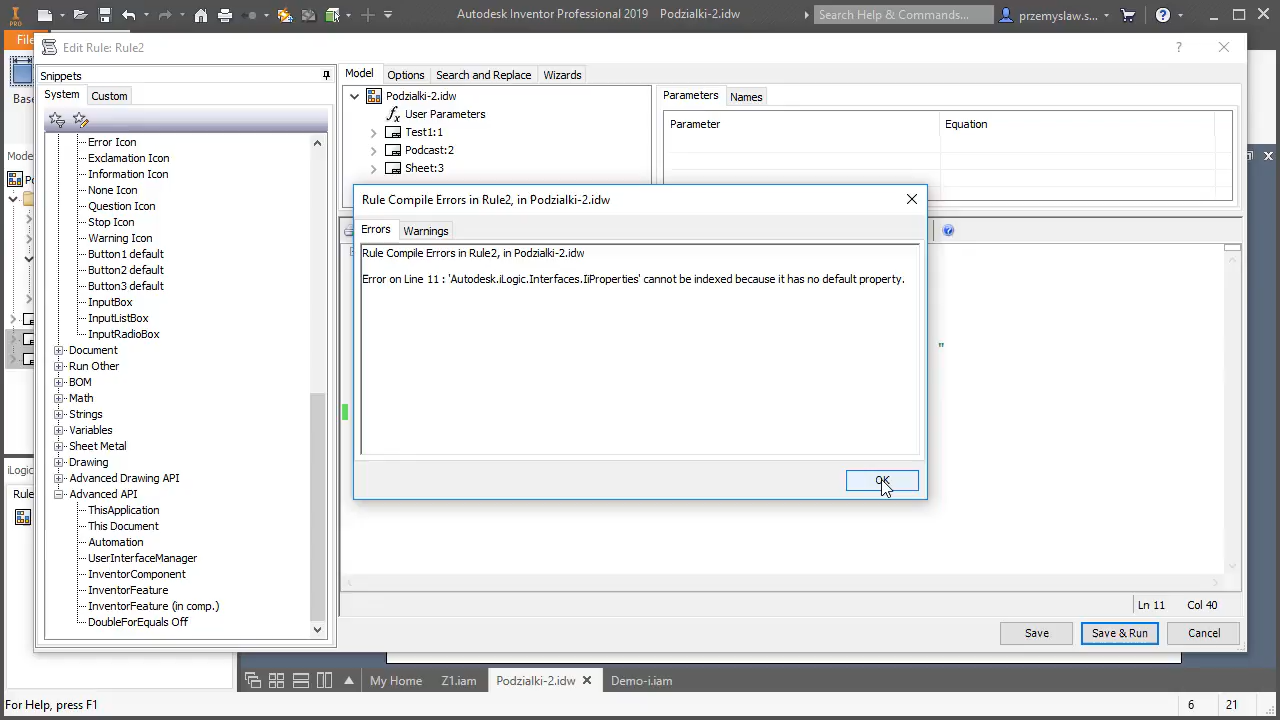 PRO
Autodesk Inventor Professional 2019 Podzialki-2.idw
Search Help & Commands...
przemyslaw.s...
File
Edit Rule: Rule2
Snippets
System Custom
Error Icon
Exclamation Icon
Information Icon
None Icon
Question Icon
Stop Icon
Warning Icon
Button1 default
Button2 default
Button3 default
InputBox
InputListBox
InputRadioBox
Document
Run Other
BOM
Math
Strings
Variables
Sheet Metal
Drawing
Advanced Drawing API
Advanced API
ThisApplication
This Document
Automation
UserInterfaceManager
InventorComponent
InventorFeature
InventorFeature (in comp.)
DoubleForEquals Off
Model Options Search and Replace Wizards
Podzialki-2.idw
User Parameters
Test1:1
Podcast:2
Sheet:3
Parameters Names
Parameter Equation
Rule Compile Errors in Rule2, in Podzialki-2.idw
Errors Warnings
Rule Compile Errors in Rule2, in Podzialki-2.idw
Error on Line 11 : 'Autodesk.iLogic.Interfaces.IiProperties' cannot be indexed because it has no default property.
OK
"
Ln 11 Col 40
Save Save & Run Cancel
Base
Mode
Po
iLogic
Rule
My Home Z1.iam Podzialki-2.idw Demo-i.iam
For Help, press F1
6 21